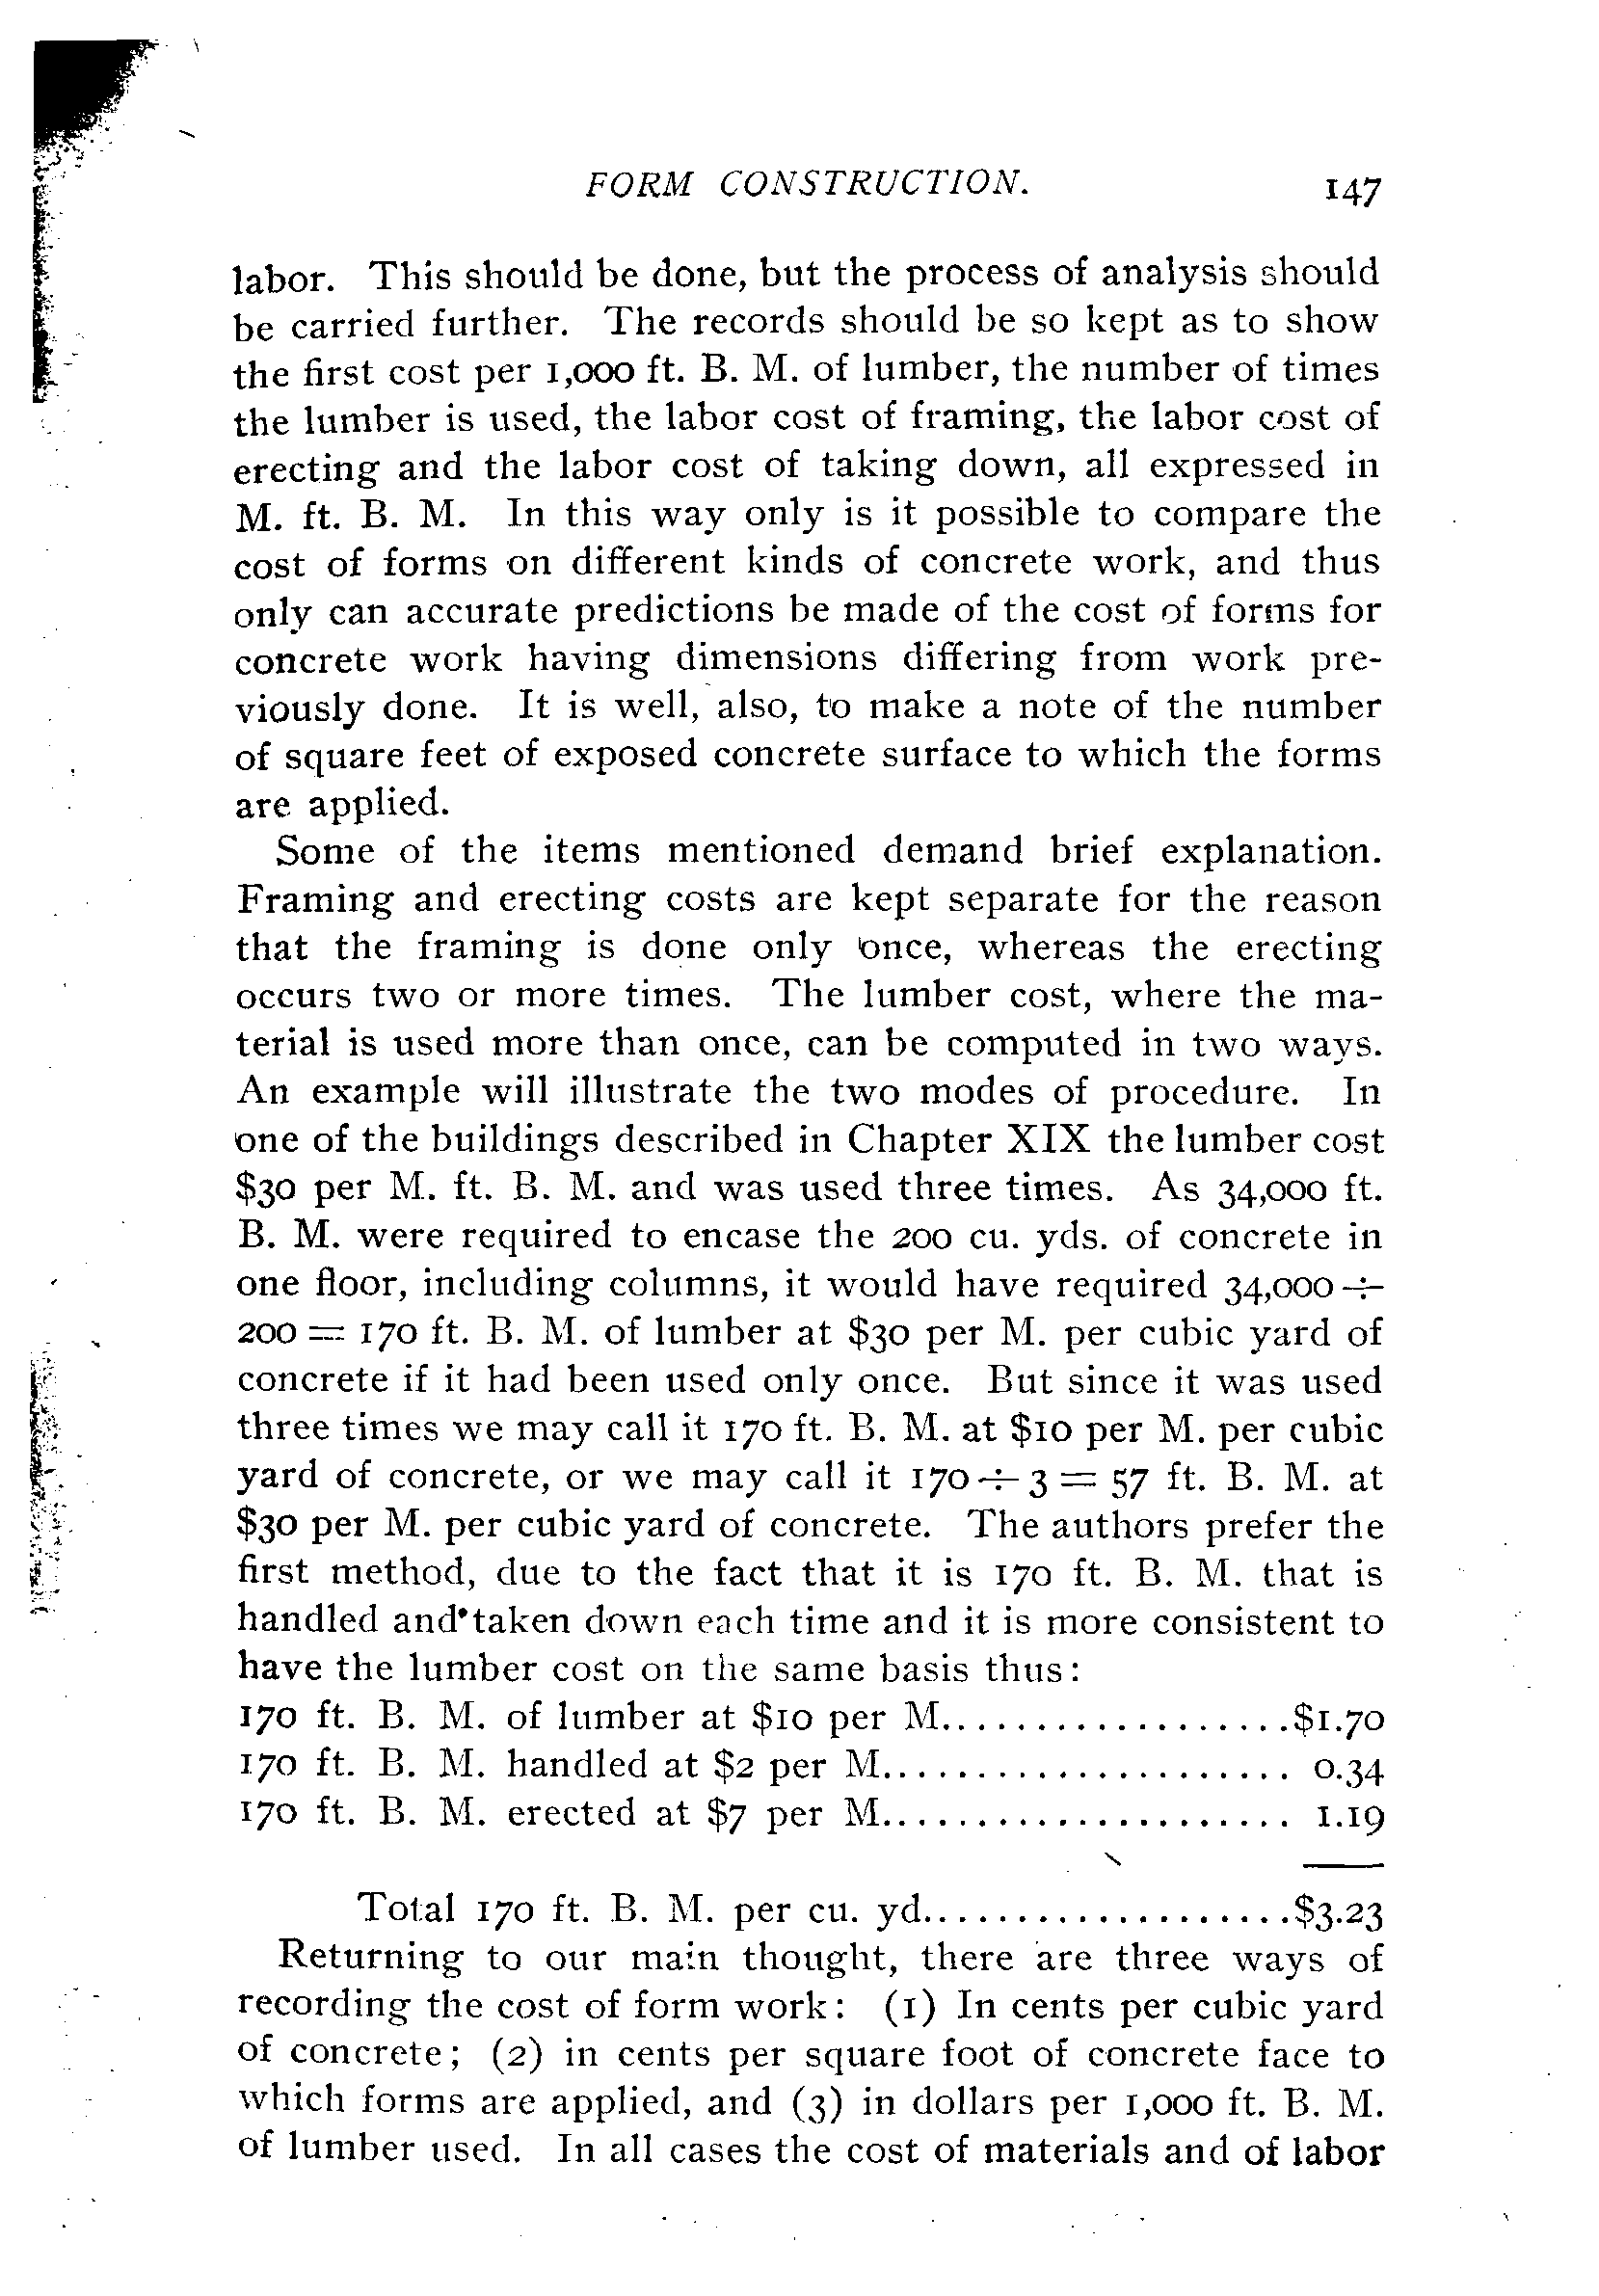 FORM CONSTRUCTION. 147
labor. This should be done, but the process of analysis should
be carried further. The records should be so kept as to show
the first cost per 1,000 ft. B. M. of lumber, the number of times
the lumber is used, the labor cost of framing, the labor cost of
erecting and the labor cost of taking down, all expressed in
M. ft. B. M. In this way only is it possible to compare the
cost of forms on different kinds of concrete work, and thus
only can accurate predictions be made of the cost of forms for
concrete work having dimensions differing from work pre-
viously done. It is well, also, to make a note of the number
of square feet of exposed concrete surface to which the forms
are applied.
Some of the items mentioned demand brief explanation.
Framing and erecting costs are kept separate for the reason
that the framing is done only once, whereas the erecting
occurs two or more times. The lumber cost, where the ma-
terial is used more than once, can be computed in two ways.
An example will illustrate the two modes of procedure. In
one of the buildings described in Chapter XIX the lumber cost
$30 per M. ft. B. M. and was used three times. As 34,000 ft.
B. M. were required to encase the 200 cu. yds. of concrete in
one floor, including columns, it would have required 34,000 ÷
200 = 170 ft. B. M. of lumber at $30 per M. per cubic yard of
concrete if it had been used only once. But since it was used
three times we may call it 170 ft. B. M. at $10 per M. per cubic
yard of concrete, or we may call it 170 ÷ 3 = 57 ft. B. M. at
$30 per M. per cubic yard of concrete. The authors prefer the
first method, due to the fact that it is 170 ft. B. M. that is
handled and taken down each time and it is more consistent to
have the lumber cost on the same basis thus:
170 ft. B. M. of lumber at $10 per M..................$1.70
170 ft. B. M. handled at $2 per M..................... 0.34
170 ft. B. M. erected at $7 per M..................... 1.19
Total 170 ft. B. M. per cu. yd...................$3.23
Returning to our main thought, there are three ways of
recording the cost of form work: (1) In cents per cubic yard
of concrete; (2) in cents per square foot of concrete face to
which forms are applied, and (3) in dollars per 1,000 ft. B. M.
of lumber used. In all cases the cost of materials and of labor